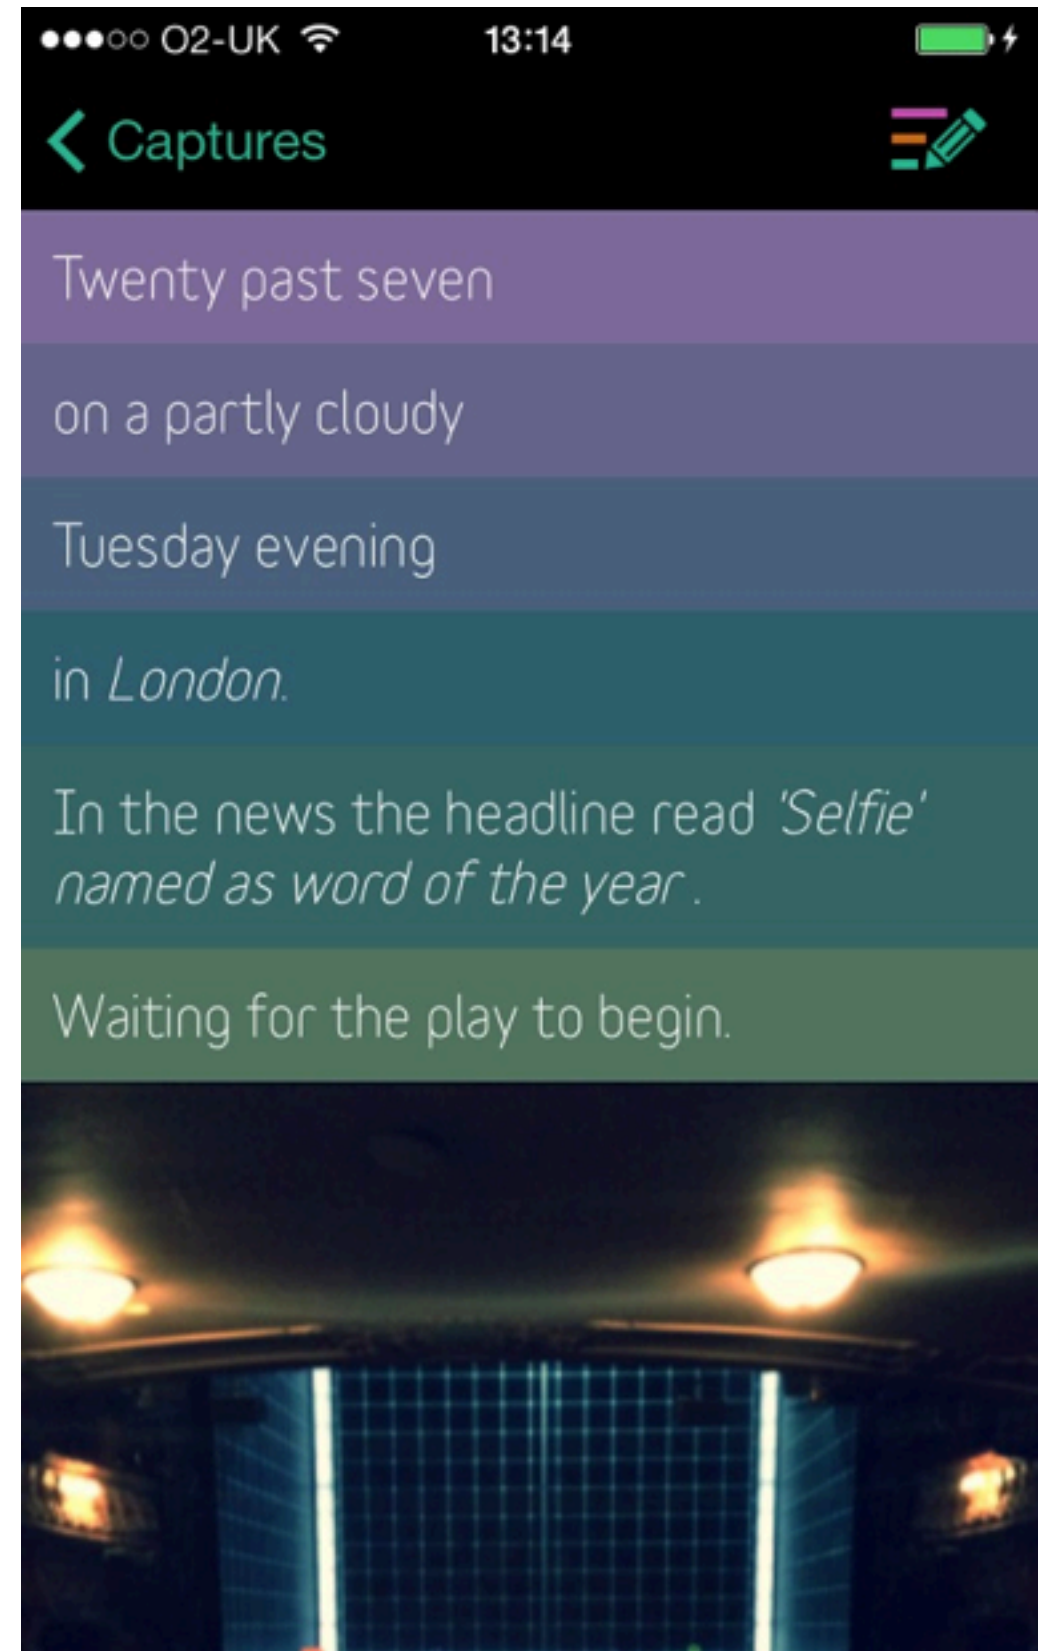 O2-UK 13:14
Captures
Twenty past seven
on a partly cloudy
Tuesday evening
in London.
In the news the headline read 'Selfie'
named as word of the year .
Waiting for the play to begin.